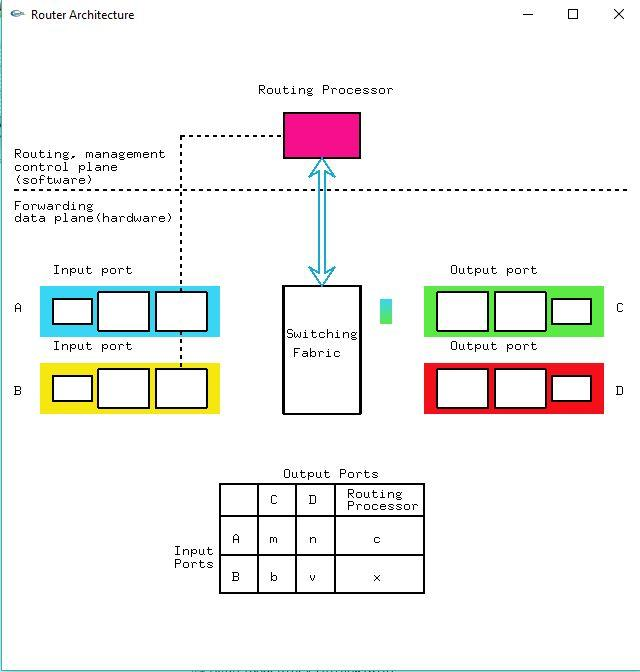 Router Architecture
Routing Processor
Routing, management
control plane
(software)
Forwarding
data plane(hardware)
Input port
Output port
A
C
Switching
Fabric
Input port
Output port
B
D
Output Ports
C D Routing
Processor
A m n c
Input
Ports
B b v x